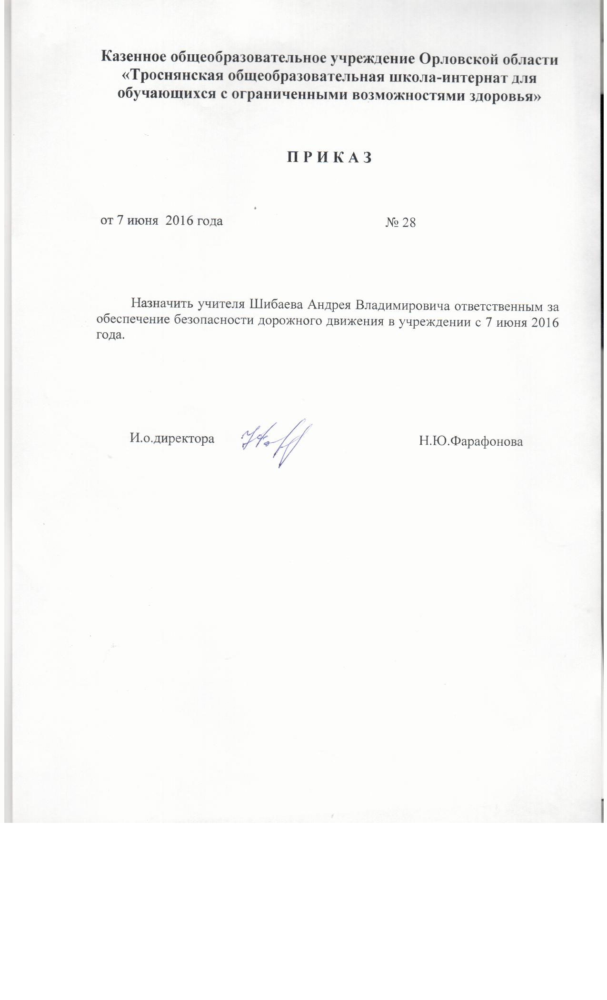 Казенное общеобразовательное учреждение Орловской области
«Троснянская общеобразовательная школа-интернат для
обучающихся с ограниченными возможностями здоровья»
П Р И К А З
от 7 июня 2016 года № 28
Назначить учителя Шибаева Андрея Владимировича ответственным за
обеспечение безопасности дорожного движения в учреждении с 7 июня 2016
года.
И.о.директора Н.Ю.Фарафонова